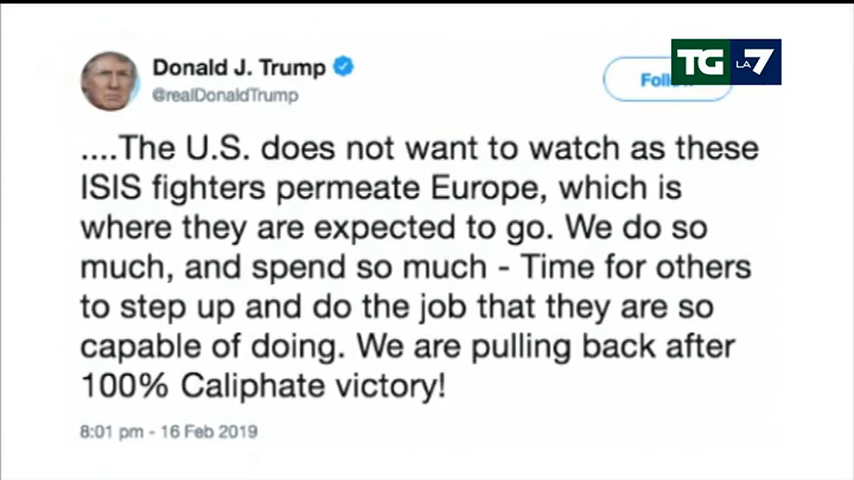 Donald J. Trump
@realDonaldTrump
TG LA 7
....The U.S. does not want to watch as these
ISIS fighters permeate Europe, which is
where they are expected to go. We do so
much, and spend so much - Time for others
to step up and do the job that they are so
capable of doing. We are pulling back after
100% Caliphate victory!
8:01 pm - 16 Feb 2019